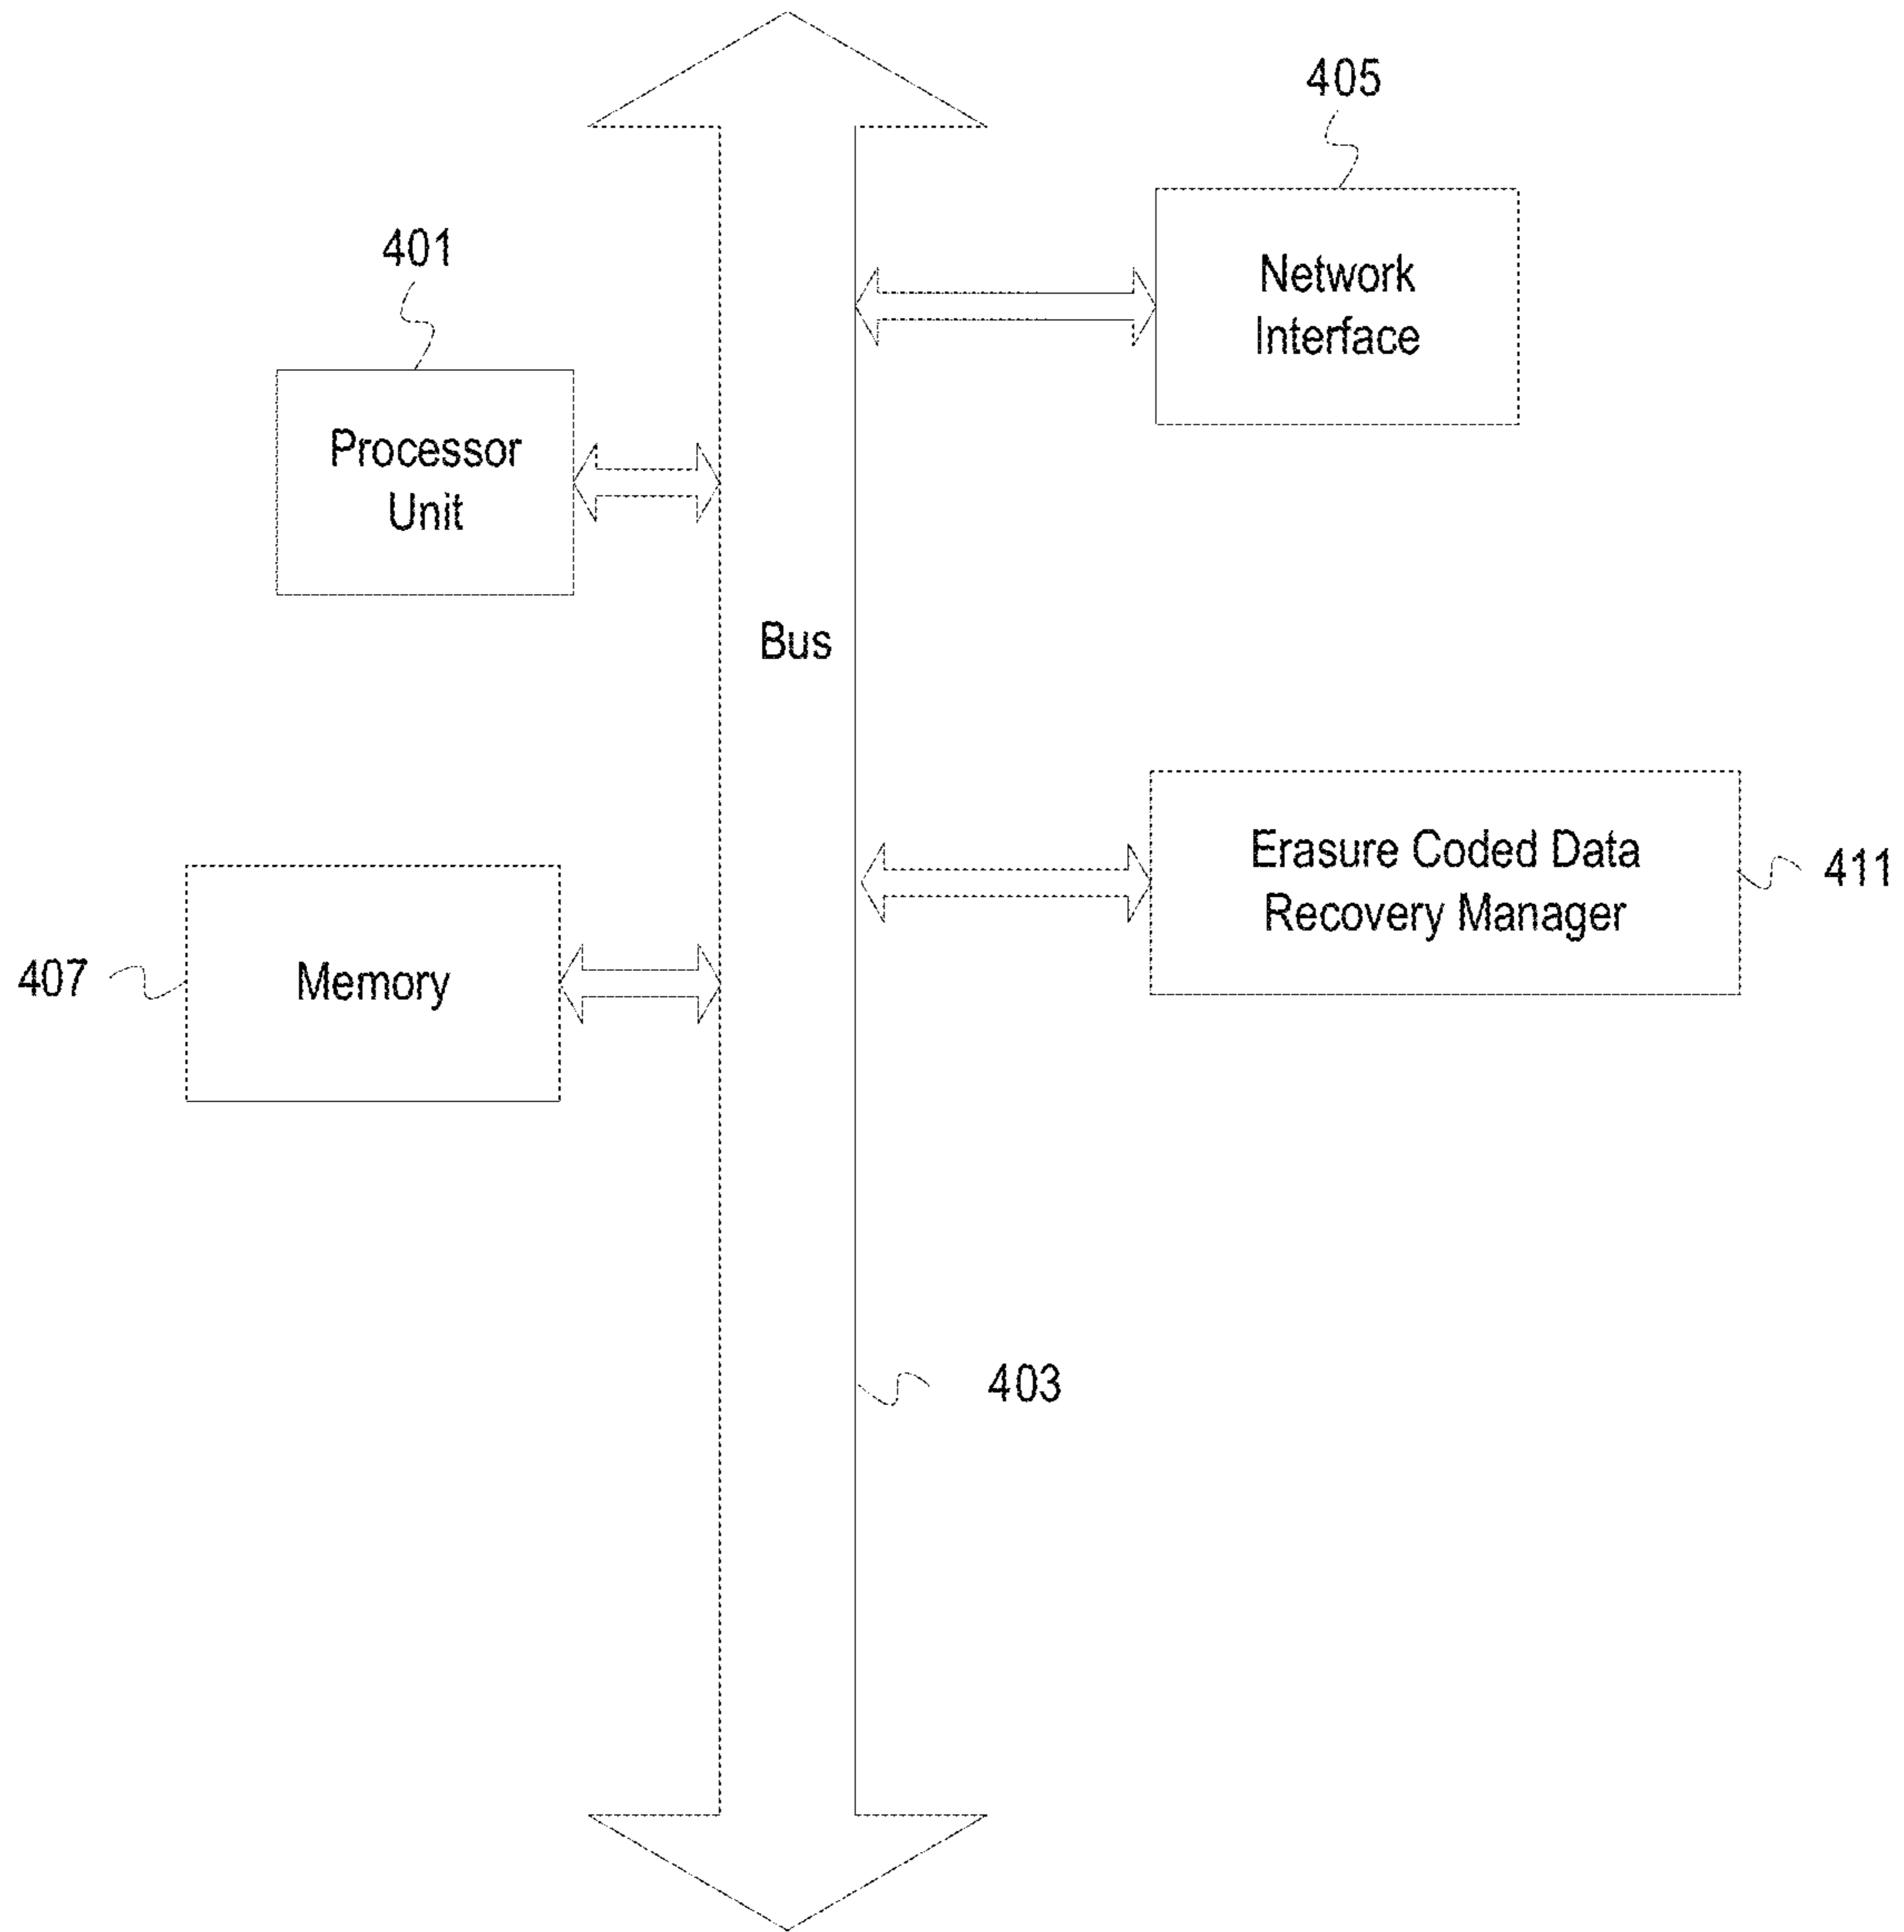 405
Network
Interface
401
Processor
Unit
Bus
Erasure Coded Data
Recovery Manager
411
407
Memory
403